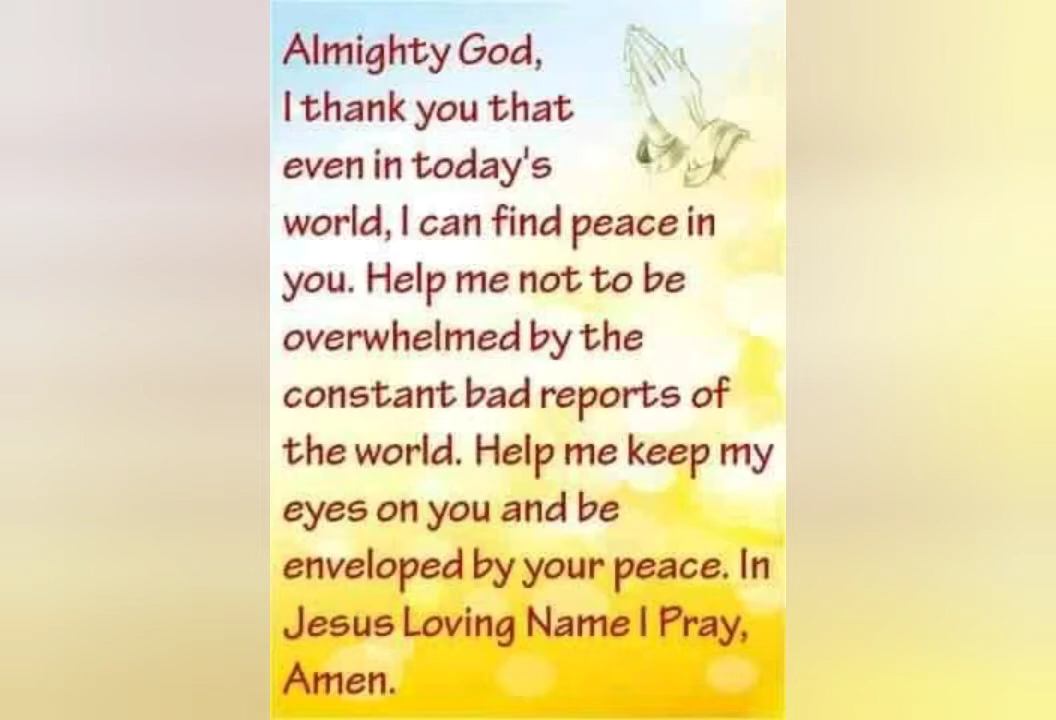 Almighty God,
I thank you that
even in today's
world, I can find peace in
you. Help me not to be
overwhelmed by the
constant bad reports of
the world. Help me keep my
eyes on you and be
enveloped by your peace. In
Jesus Loving Name I Pray,
Amen.